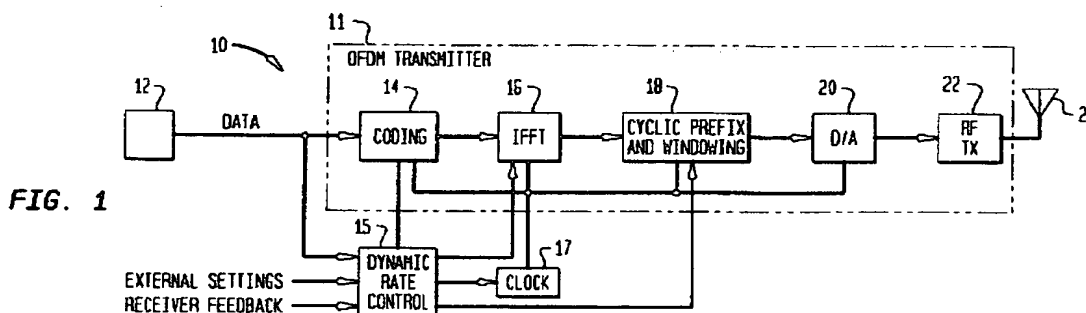 11
10
OFDM TRANSMITTER
12
14
16
18
20
22
2
DATA
CODING
IFFT
CYCLIC PREFIX
AND WINDOWING
D/A
RF
TX
FIG. 1
15
17
DYNAMIC
RATE
CONTROL
CLOCK
EXTERNAL SETTINGS
RECEIVER FEEDBACK